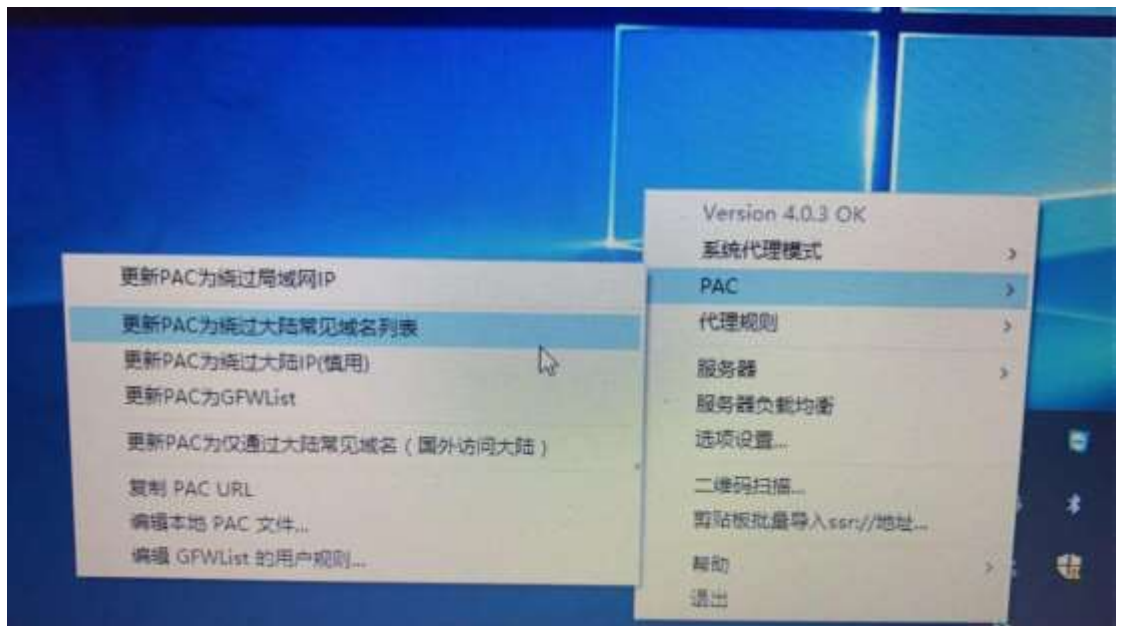 Version 4.0.3 OK
系统代理模式
PAC
代理规则
服务器
服务器负载均衡
选项设置...
二维码扫描...
剪贴板批量导入ssr://地址...
帮助
退出
更新PAC为绕过局域网IP
更新PAC为绕过大陆常见域名列表
更新PAC为绕过大陆IP(慎用)
更新PAC为GFWList
更新PAC为仅通过大陆常见域名（国外访问大陆）
复制 PAC URL
编辑本地 PAC 文件...
编辑 GFWList 的用户规则...